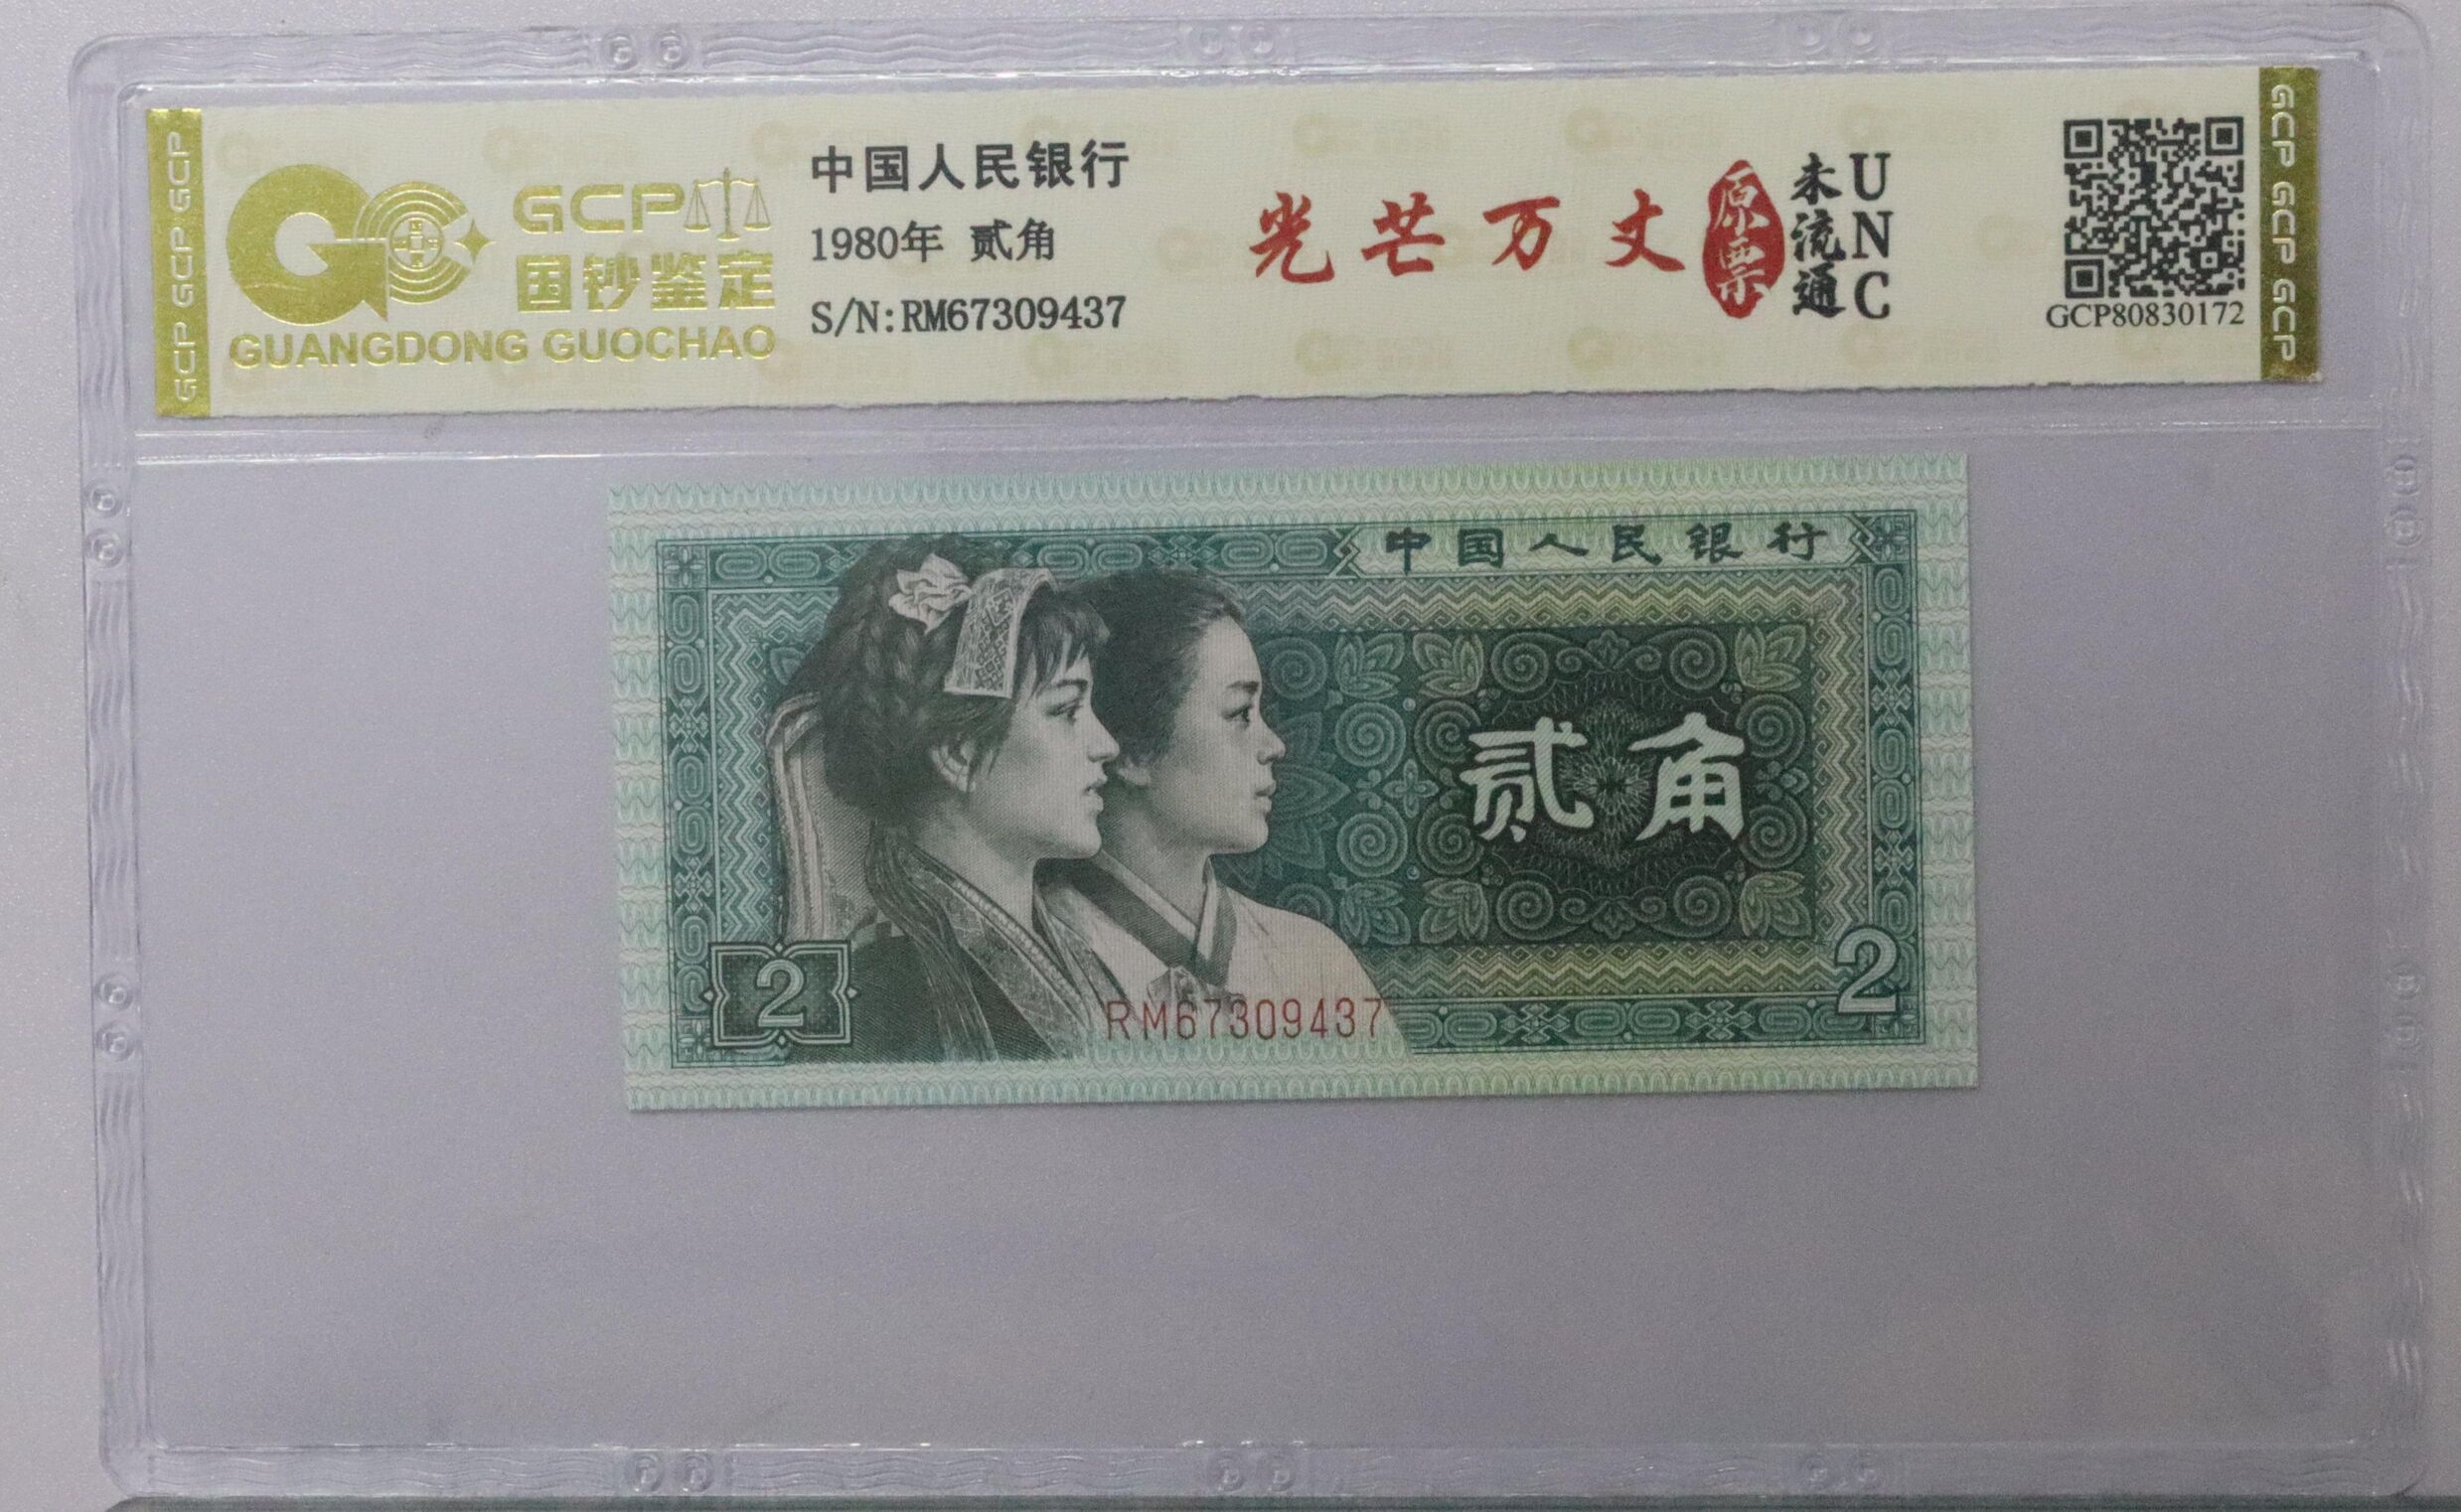 GCP GCP GCP
GCP
国钞鉴定
GUANGDONG GUOCHAO
中国人民银行
1980年 贰角
S/N:RM67309437
光芒万丈
原票
未流通
UNC
GCP80830172
GCP GCP GCP
中国人民银行
贰角
2
RM67309437
2